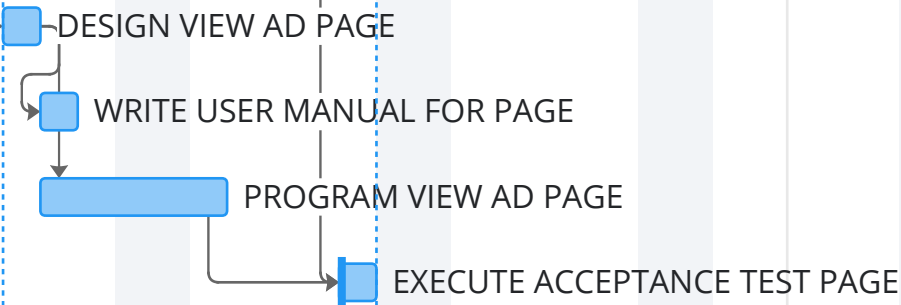 DESIGN VIEW AD PAGE
WRITE USER MANUAL FOR PAGE
PROGRAM VIEW AD PAGE
EXECUTE ACCEPTANCE TEST PAGE